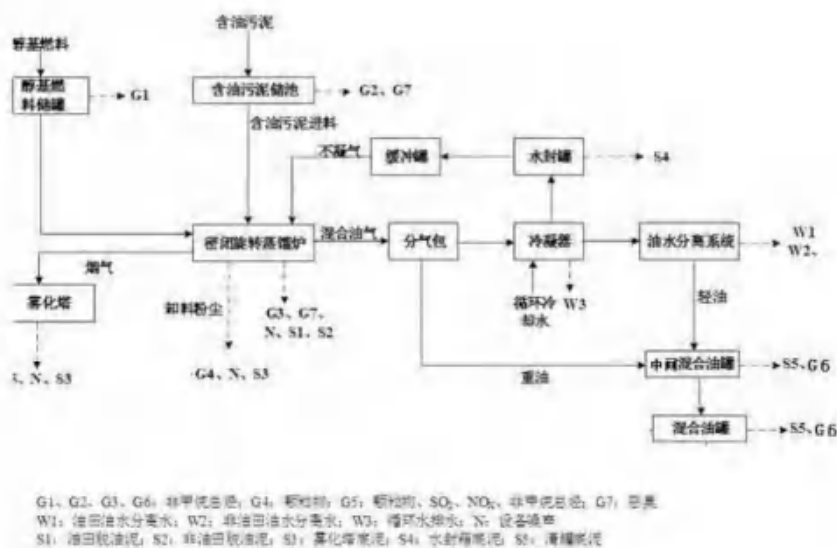 含油污泥
醇基燃料
醇基燃
料储罐
G1
含油污泥储池
G2、G7
含油污泥进料
不凝气
缓冲罐
水封罐
S4
密闭旋转蒸馏炉
混合油气
分气包
冷凝器
油水分离系统
W1
W2、
烟气
雾化塔
卸料粉尘
G3、G7、
N、S1、S2
循环冷
却水
W3
轻油
、N、S3
G4、N、S3
重油
中间混合油罐
S5、G6
混合油罐
S5、G6
G1、G2、G3、G6：非甲烷总烃；G4：颗粒物；G5：颗粒物、SO₂、NOₓ、非甲烷总烃；G7：恶臭
W1：油田油水分离水；W2：非油田油水分离水；W3：循环水排水；N：设备噪声
S1：油田脱油泥；S2：非油田脱油泥；S3：雾化塔底泥；S4：水封箱底泥；S5：清罐底泥